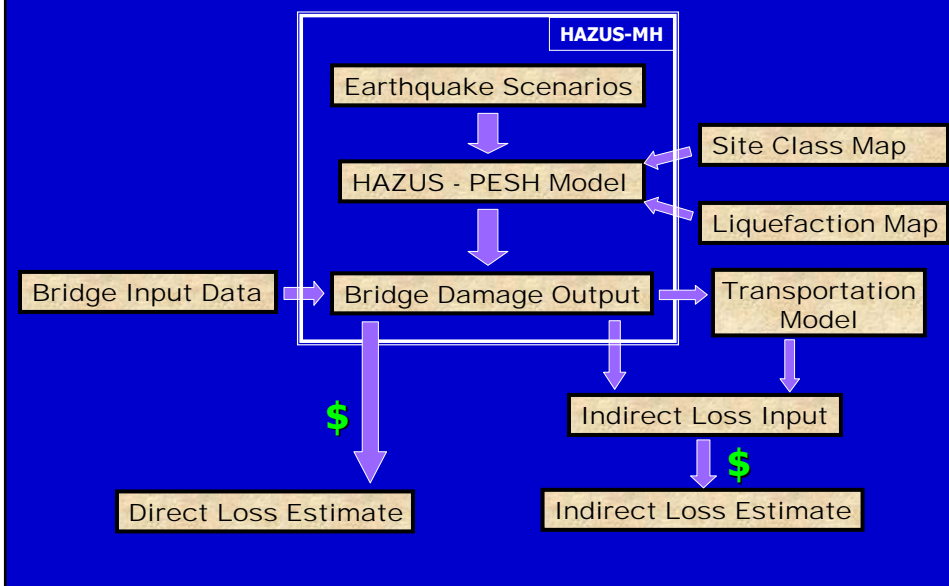 HAZUS-MH
Earthquake Scenarios
Site Class Map
HAZUS - PESH Model
Liquefaction Map
Bridge Input Data
Bridge Damage Output
Transportation
Model
$
Indirect Loss Input
$
Direct Loss Estimate
Indirect Loss Estimate